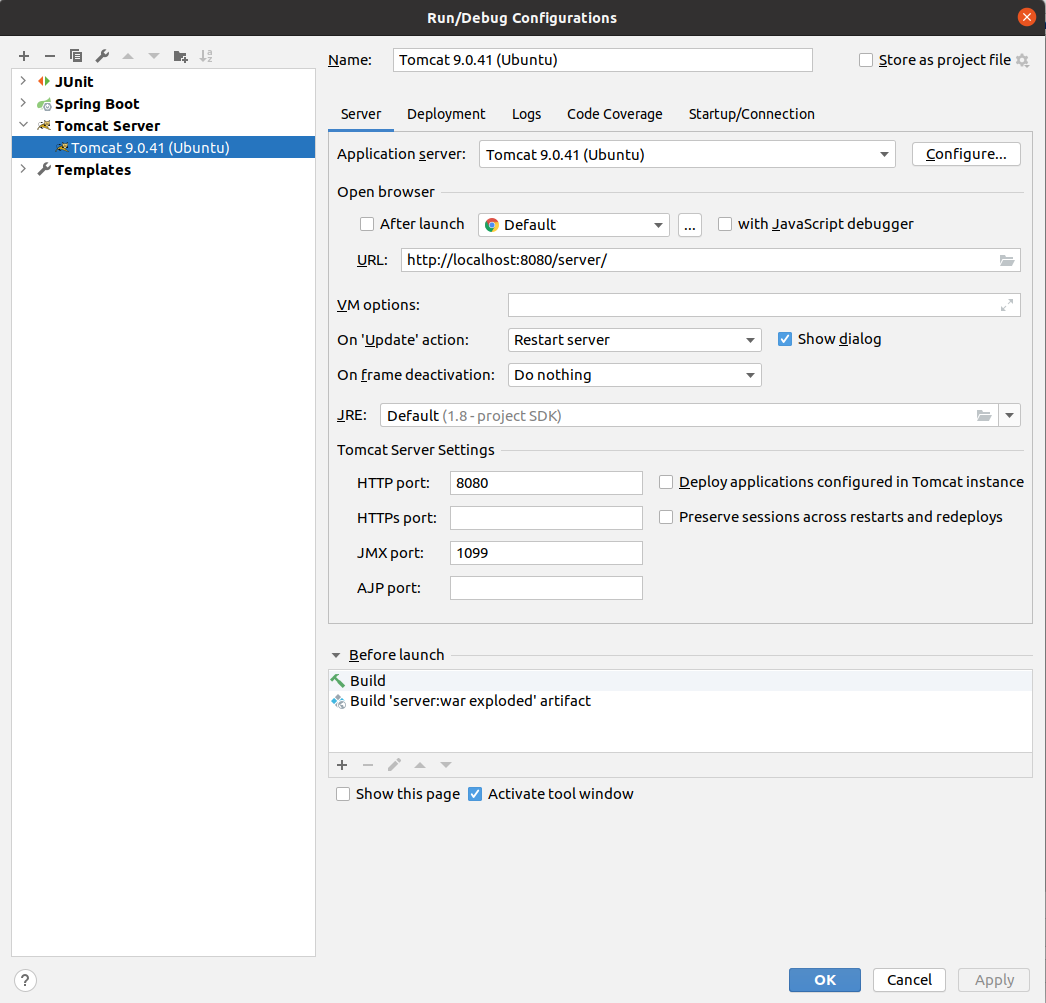 Run/Debug Configurations
JUnit
Spring Boot
Tomcat Server
Tomcat 9.0.41 (Ubuntu)
Templates
Name: Tomcat 9.0.41 (Ubuntu) Store as project file
Server Deployment Logs Code Coverage Startup/Connection
Application server: Tomcat 9.0.41 (Ubuntu) Configure...
Open browser
After launch Default ... with JavaScript debugger
URL: http://localhost:8080/server/
VM options:
On 'Update' action: Restart server Show dialog
On frame deactivation: Do nothing
JRE: Default (1.8 - project SDK)
Tomcat Server Settings
HTTP port: 8080 Deploy applications configured in Tomcat instance
HTTPs port: Preserve sessions across restarts and redeploys
JMX port: 1099
AJP port:
Before launch
Build
Build 'server:war exploded' artifact
Show this page Activate tool window
? OK Cancel Apply